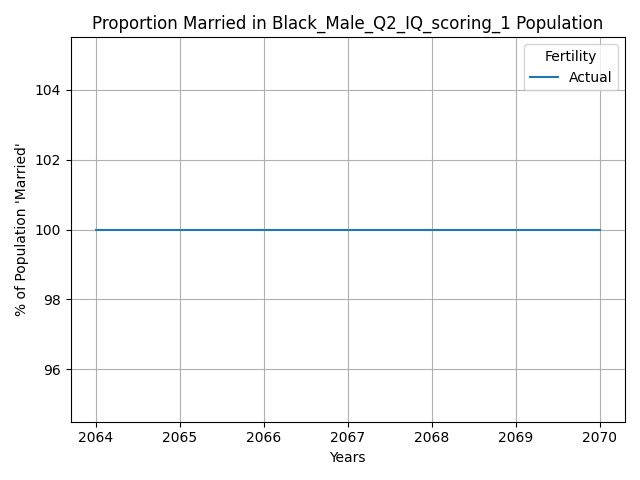 Proportion Married in Black_Male_Q2_IQ_scoring_1 Population
Fertility
Actual
104
102
100
98
96
% of Population 'Married'
2064 2065 2066 2067 2068 2069 2070
Years